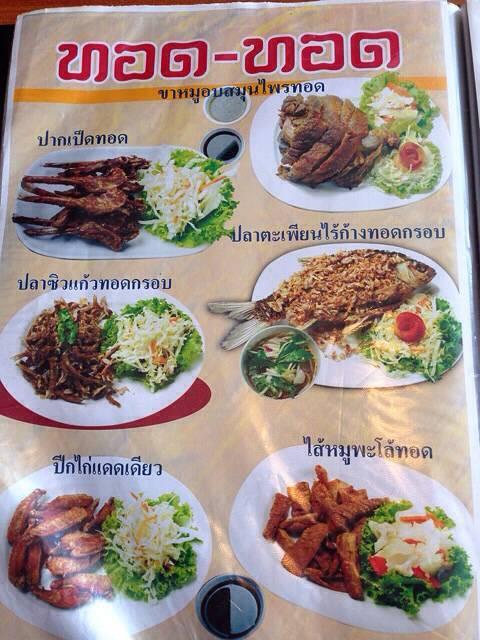 ทอด-ทอด
ขาหมูอบสมุนไพรทอด
ปากเป็ดทอด
ปลาตะเพียนไร้ก้างทอดกรอบ
ปลาซิวแก้วทอดกรอบ
ไส้หมูพะโล้ทอด
ปีกไก่แดดเดียว